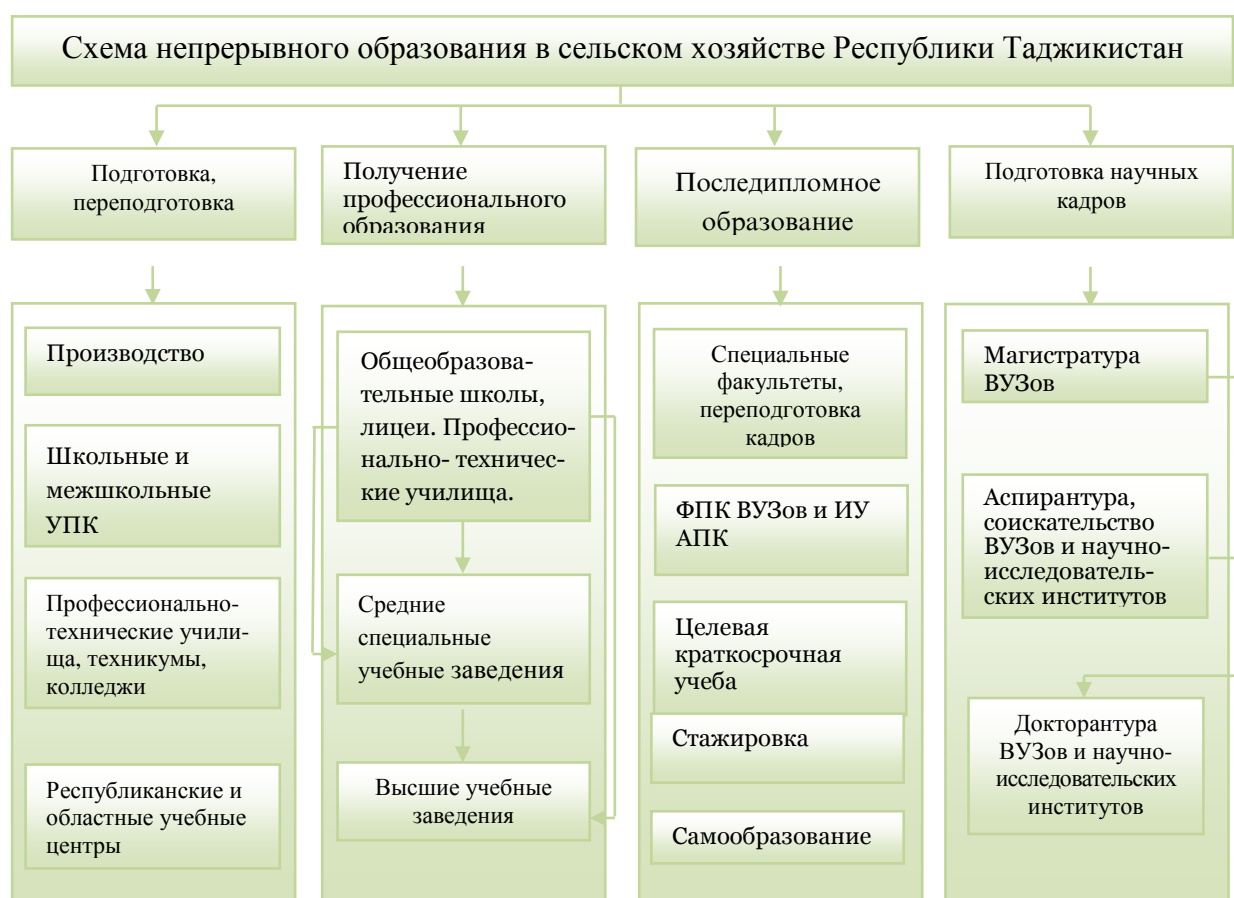 Схема непрерывного образования в сельском хозяйстве Республики Таджикистан
Подготовка,
переподготовка
Получение
профессионального
образования
Последипломное
образование
Подготовка научных
кадров
Производство
Школьные и
межшкольные
УПК
Профессионально-
технические учили-
ща, техникумы,
колледжи
Республиканские и
областные учебные
центры
Общеобразова-
тельные школы,
лицеи. Профессио-
нально- техничес-
кие училища.
Средние
специальные
учебные заведения
Высшие учебные
заведения
Специальные
факультеты,
переподготовка
кадров
ФПК ВУЗов и ИУ
АПК
Целевая
краткосрочная
учеба
Стажировка
Самообразование
Магистратура
ВУЗов
Аспирантура,
соискательство
ВУЗов и научно-
исследователь-
ских институтов
Докторантура
ВУЗов и научно-
исследовательских
институтов